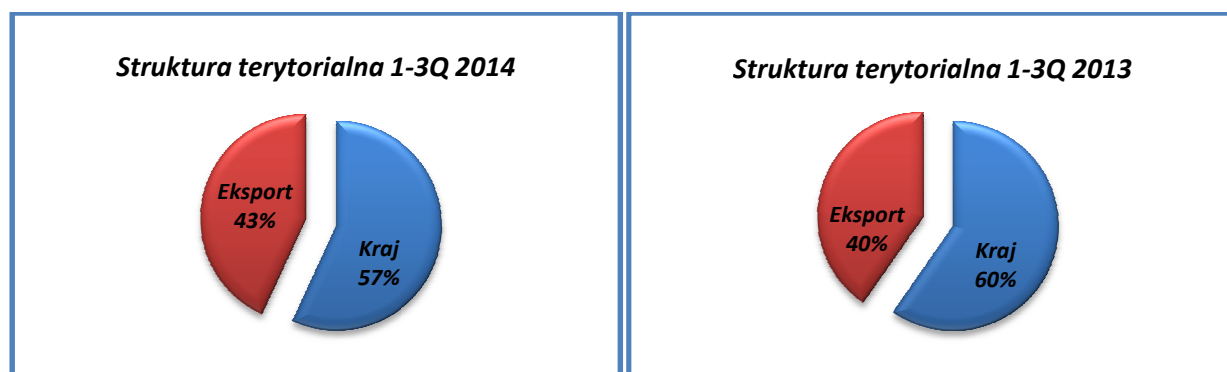 Struktura terytorialna 1-3Q 2014
Eksport
43%
Kraj
57%
Struktura terytorialna 1-3Q 2013
Eksport
40%
Kraj
60%